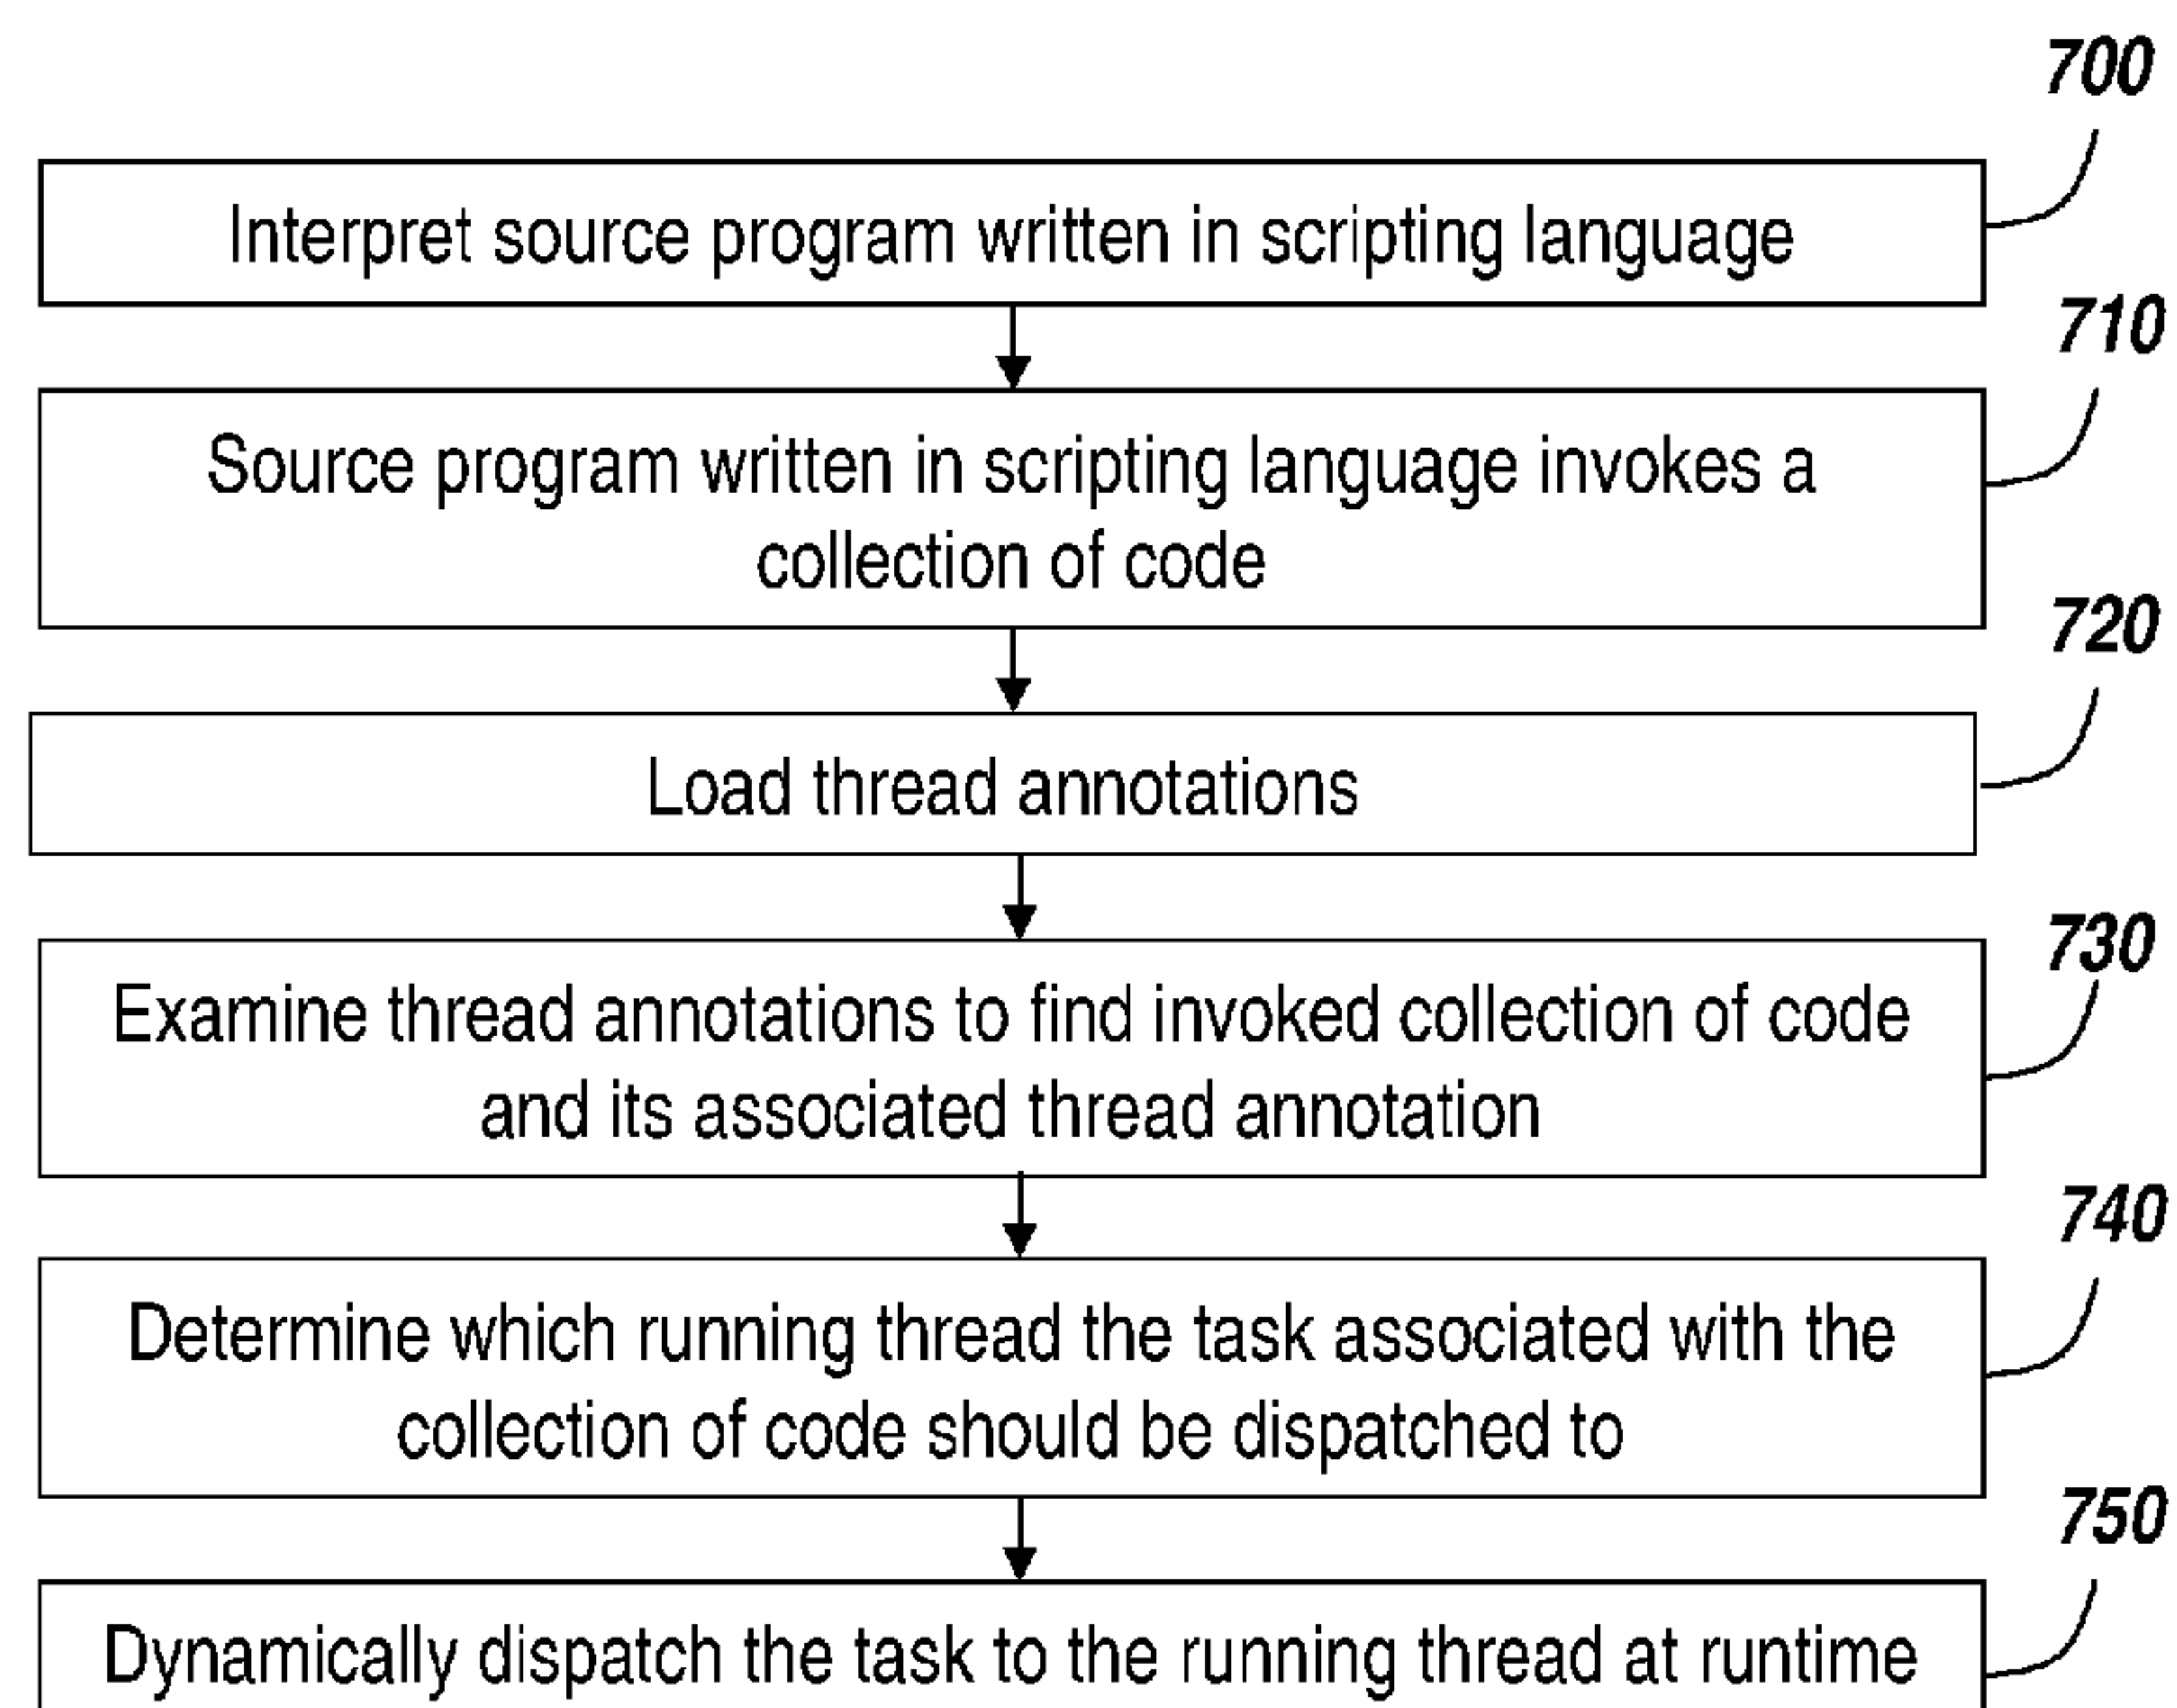 700
Interpret source program written in scripting language
710
Source program written in scripting language invokes a
collection of code
720
Load thread annotations
730
Examine thread annotations to find invoked collection of code
and its associated thread annotation
740
Determine which running thread the task associated with the
collection of code should be dispatched to
750
Dynamically dispatch the task to the running thread at runtime